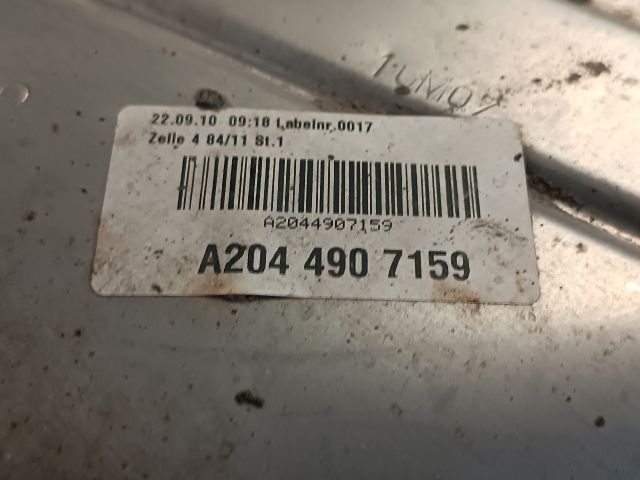 22.09.10 09:18 Labelnr.0017
Zelle 4 84/11 St.1
A2044907159
A204 490 7159